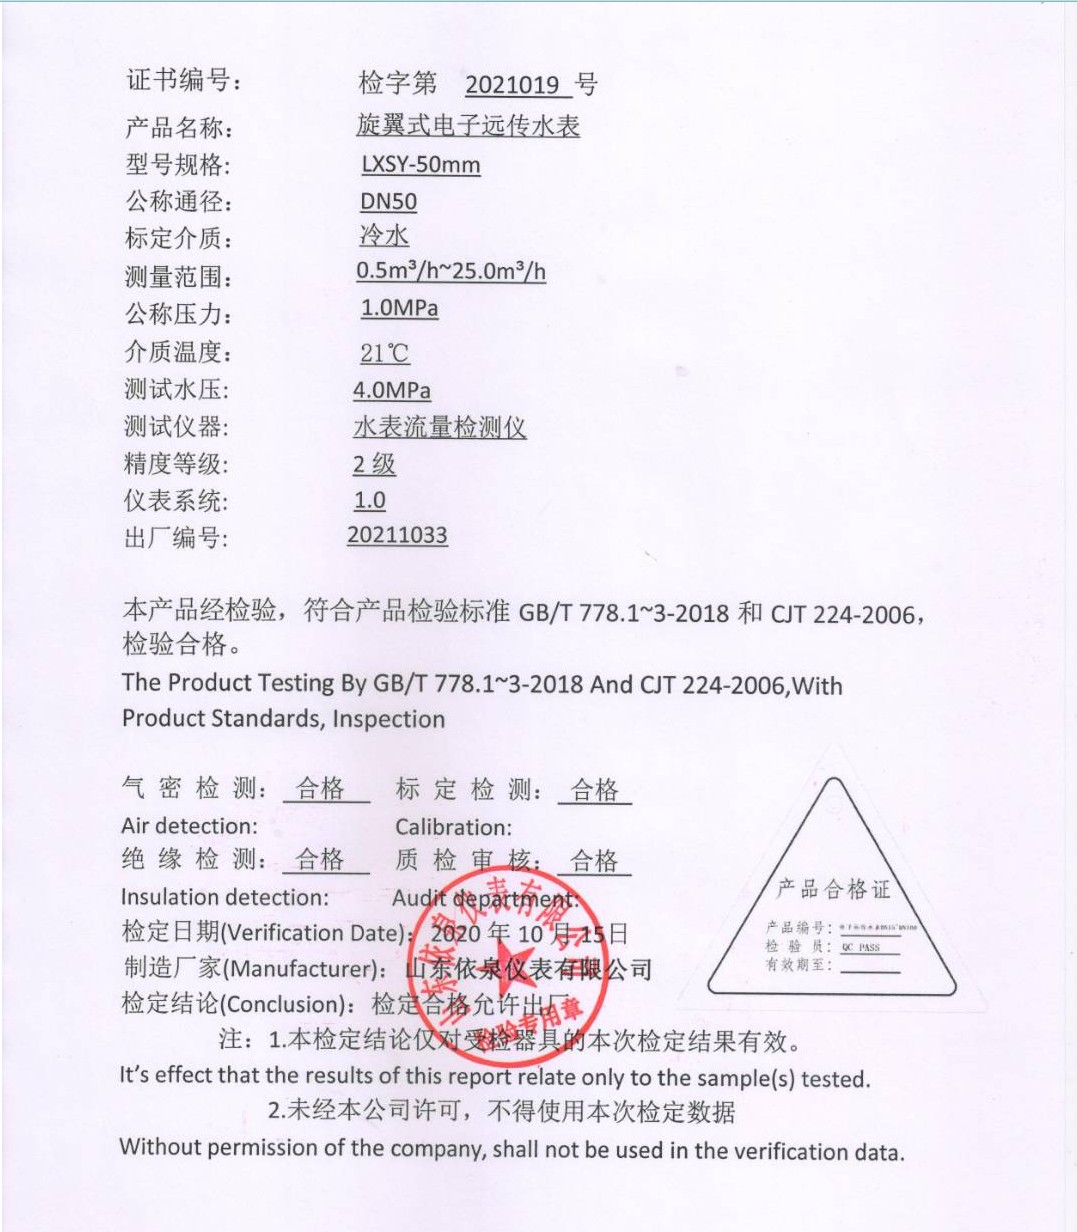 证书编号： 检字第 2021019 号
产品名称： 旋翼式电子远传水表
型号规格: LXSY-50mm
公称通径： DN50
标定介质： 冷水
测量范围： 0.5m³/h~25.0m³/h
公称压力： 1.0MPa
介质温度： 21℃
测试水压: 4.0MPa
测试仪器: 水表流量检测仪
精度等级: 2 级
仪表系统: 1.0
出厂编号: 20211033
本产品经检验，符合产品检验标准 GB/T 778.1~3-2018 和 CJT 224-2006，
检验合格。
The Product Testing By GB/T 778.1~3-2018 And CJT 224-2006,With
Product Standards, Inspection
气 密 检 测： 合格 标 定 检 测： 合格
Air detection: Calibration:
绝 缘 检 测： 合格 质 检 审 核： 合格
Insulation detection: Audit department:
检定日期(Verification Date)：2020 年 10 月 15日
制造厂家(Manufacturer)：山东依泉仪表有限公司
检定结论(Conclusion)：检定合格允许出厂
注：1.本检定结论仅对受检器具的本次检定结果有效。
It's effect that the results of this report relate only to the sample(s) tested.
2.未经本公司许可，不得使用本次检定数据
Without permission of the company, shall not be used in the verification data.
产品合格证
产品编号：
检 验 员： QC PASS
有效期至：
山东依泉仪表有限公司
检验专用章